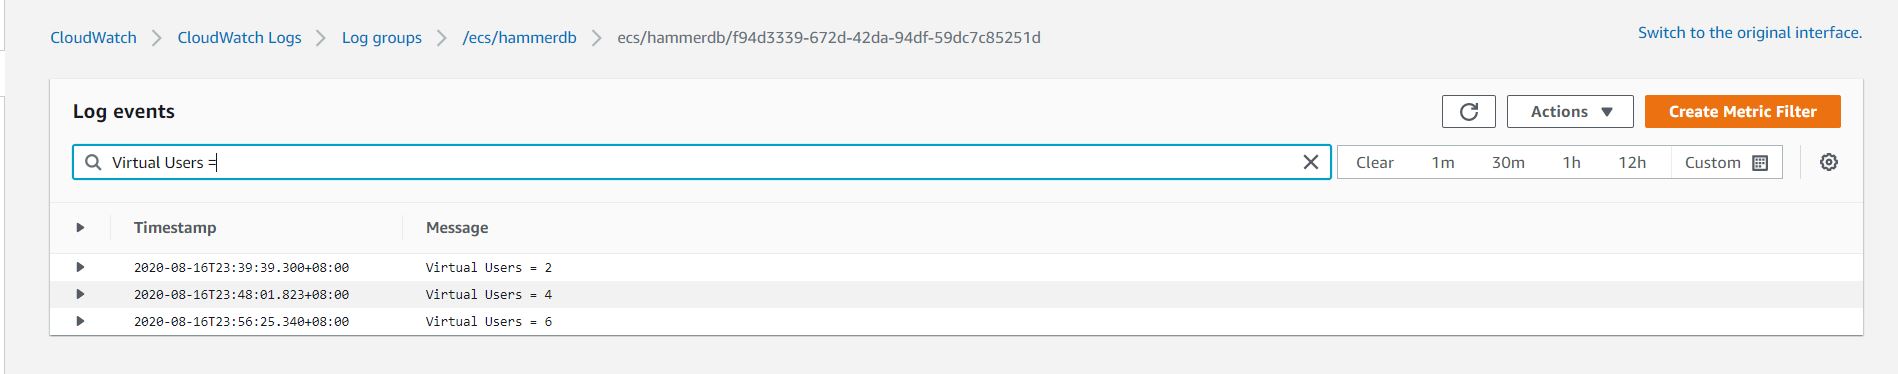 CloudWatch CloudWatch Logs Log groups /ecs/hammerdb ecs/hammerdb/f94d3339-672d-42da-94df-59dc7c85251d
Switch to the original interface.
Log events
Actions
Create Metric Filter
Virtual Users =
Clear 1m 30m 1h 12h Custom
Timestamp Message
2020-08-16T23:39:39.300+08:00 Virtual Users = 2
2020-08-16T23:48:01.823+08:00 Virtual Users = 4
2020-08-16T23:56:25.340+08:00 Virtual Users = 6